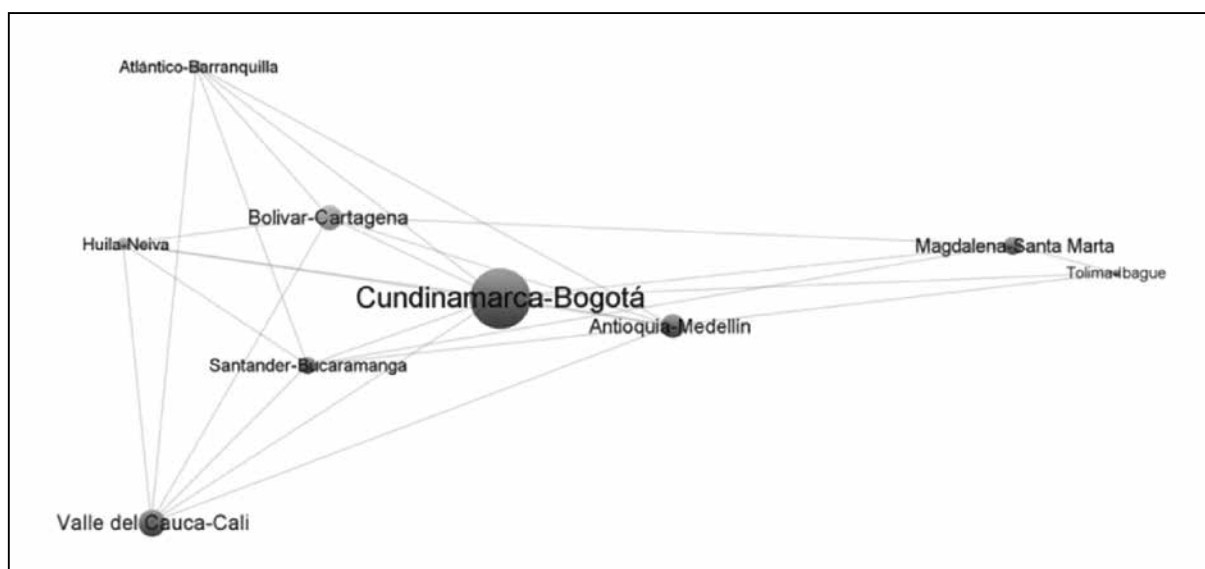 Atlántico-Barranquilla
Bolivar-Cartagena
Huila-Neiva
Magdalena-Santa Marta
Tolima-Ibague
Cundinamarca-Bogotá
Antioquia-Medellín
Santander-Bucaramanga
Valle del Cauca-Cali